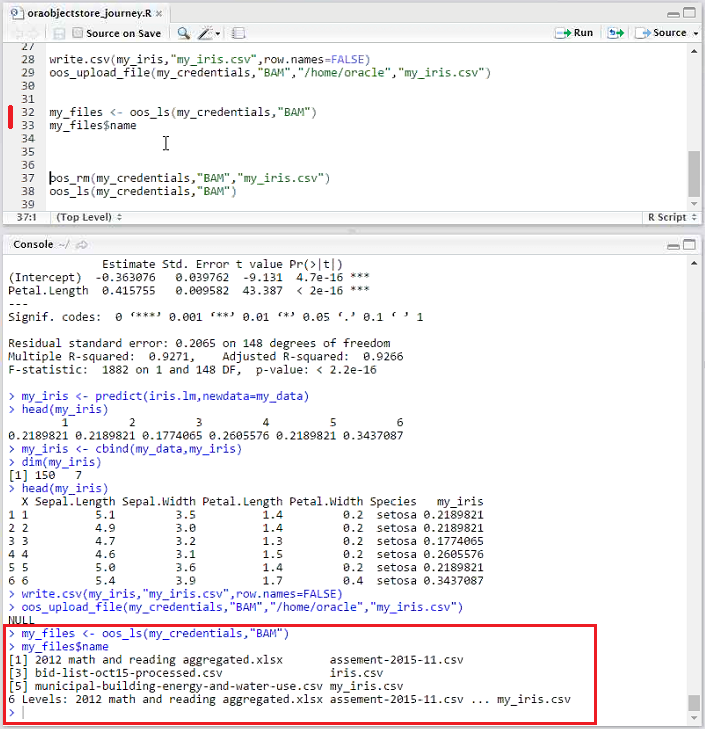 oraobjectstore_journey.R
Source on Save Run Source
27
28 write.csv(my_iris,"my_iris.csv",row.names=FALSE)
29 oos_upload_file(my_credentials,"BAM","/home/oracle","my_iris.csv")
30
31
32 my_files <- oos_ls(my_credentials,"BAM")
33 my_files$name
34
35
36
37 oos_rm(my_credentials,"BAM","my_iris.csv")
38 oos_ls(my_credentials,"BAM")
39
37:1 (Top Level) R Script
Console ~/
Estimate Std. Error t value Pr(>|t|)
(Intercept) -0.363076 0.039762 -9.131 4.7e-16 ***
Petal.Length 0.415755 0.009582 43.387 < 2e-16 ***
---
Signif. codes: 0 ‘***’ 0.001 ‘**’ 0.01 ‘*’ 0.05 ‘.’ 0.1 ‘ ’ 1
Residual standard error: 0.2065 on 148 degrees of freedom
Multiple R-squared: 0.9271, Adjusted R-squared: 0.9266
F-statistic: 1882 on 1 and 148 DF, p-value: < 2.2e-16
> my_iris <- predict(iris.lm,newdata=my_data)
> head(my_iris)
1 2 3 4 5 6
0.2189821 0.2189821 0.1774065 0.2605576 0.2189821 0.3437087
> my_iris <- cbind(my_data,my_iris)
> dim(my_iris)
[1] 150 7
> head(my_iris)
X Sepal.Length Sepal.Width Petal.Length Petal.Width Species my_iris
1 1 5.1 3.5 1.4 0.2 setosa 0.2189821
2 2 4.9 3.0 1.4 0.2 setosa 0.2189821
3 3 4.7 3.2 1.3 0.2 setosa 0.1774065
4 4 4.6 3.1 1.5 0.2 setosa 0.2605576
5 5 5.0 3.6 1.4 0.2 setosa 0.2189821
6 6 5.4 3.9 1.7 0.4 setosa 0.3437087
> write.csv(my_iris,"my_iris.csv",row.names=FALSE)
> oos_upload_file(my_credentials,"BAM","/home/oracle","my_iris.csv")
NULL
> my_files <- oos_ls(my_credentials,"BAM")
> my_files$name
[1] 2012 math and reading aggregated.xlsx assement-2015-11.csv
[3] bid-list-oct15-processed.csv iris.csv
[5] municipal-building-energy-and-water-use.csv my_iris.csv
6 Levels: 2012 math and reading aggregated.xlsx assement-2015-11.csv ... my_iris.csv
>